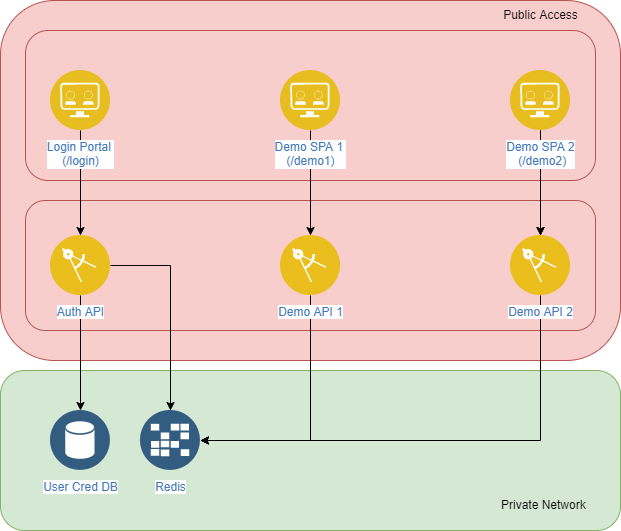 Public Access
Login Portal
(/login)
Demo SPA 1
(/demo1)
Demo SPA 2
(/demo2)
Auth API
Demo API 1
Demo API 2
User Cred DB
Redis
Private Network